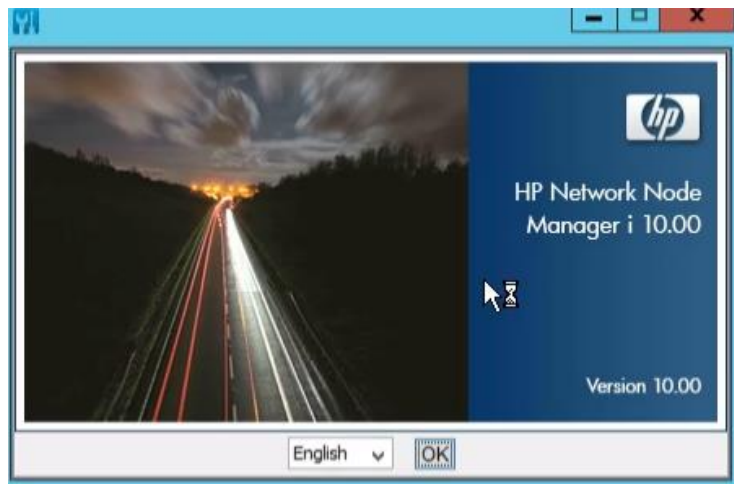 hp
HP Network Node
Manager i 10.00
Version 10.00
English
OK